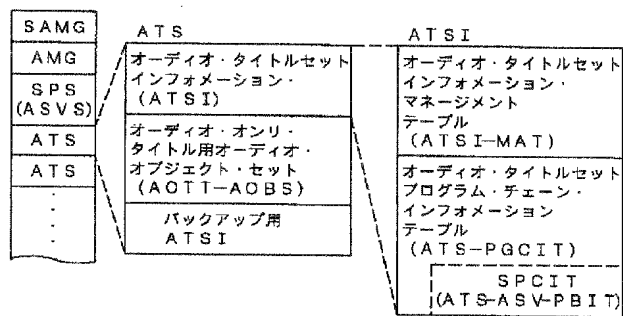 SAMG
AMG
SPS
(ASVS)
ATS
ATS
ATS
オーディオ・タイトルセット
インフォメーション・
(ATSI)
オーディオ・オンリ・
タイトル用オーディオ・
オブジェクト・セット
(AOTT-AOBS)
バックアップ用
ATSI
ATSI
オーディオ・タイトルセット
インフォメーション・
マネージメント
テーブル
(ATSI-MAT)
オーディオ・タイトルセット
プログラム・チェーン・
インフォメーション
テーブル
(ATS-PGCIT)
SPCIT
(ATS-ASV-PBIT)